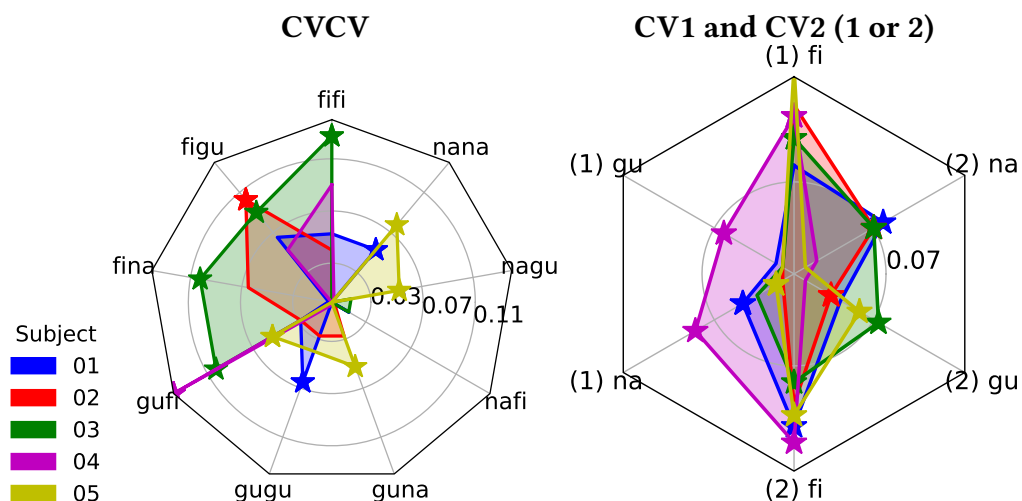 CVCV
CV1 and CV2 (1 or 2)
fifi
figu
nana
fina
nagu
0.03
0.07
0.11
gufi
nafi
gugu
guna
Subject
01
02
03
04
05
(1) fi
(1) gu
(2) na
0.07
(1) na
(2) gu
(2) fi